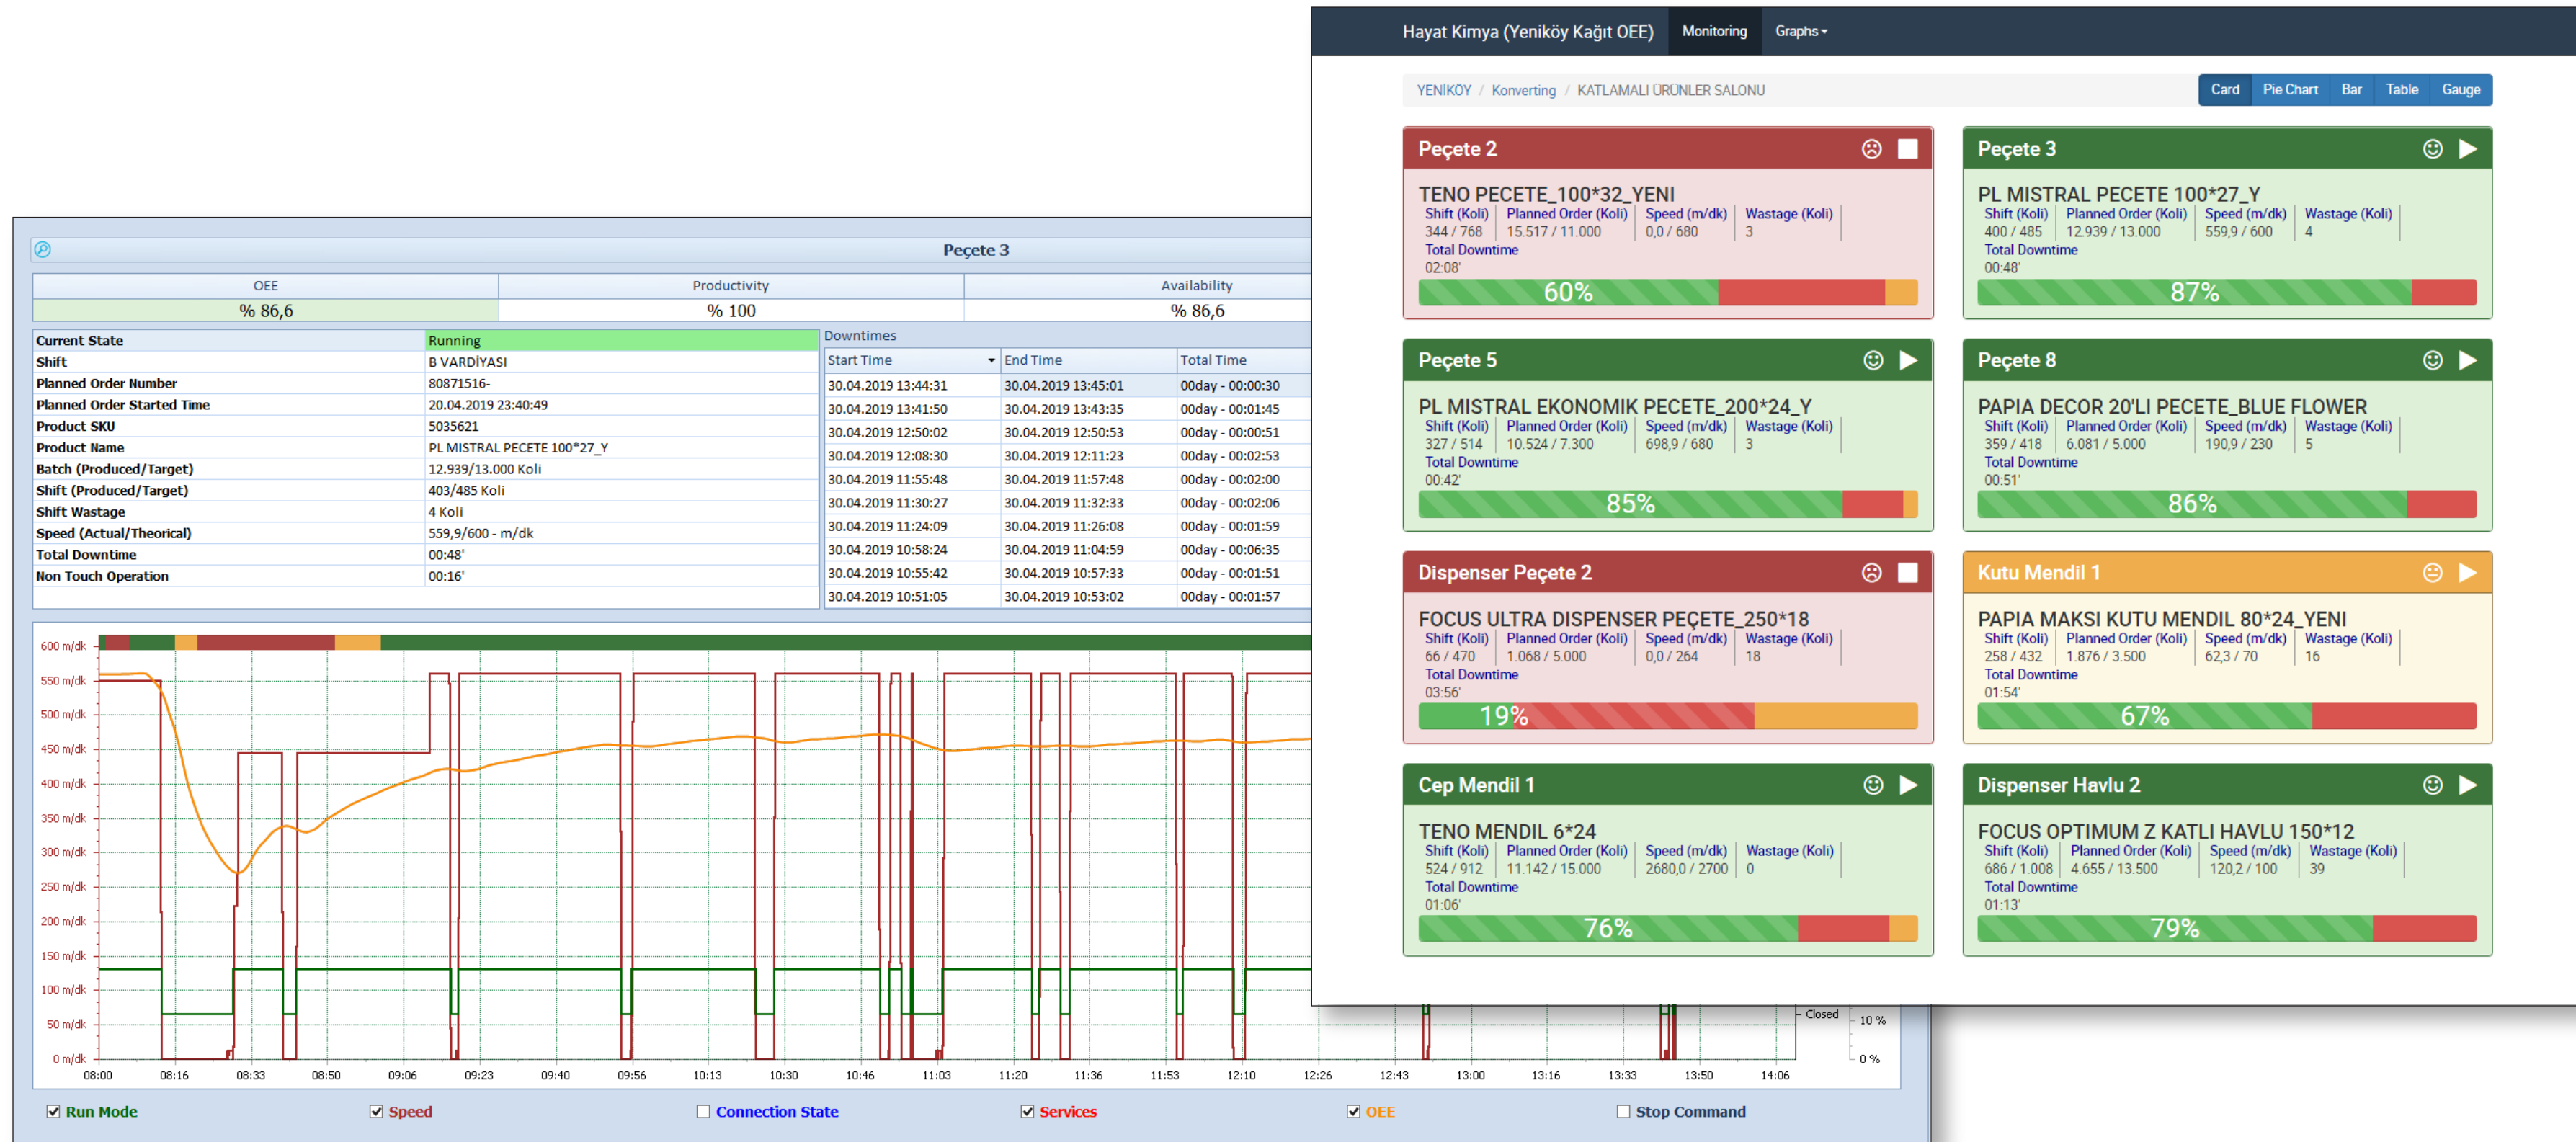 Hayat Kimya (Yeniköy Kağıt OEE) Monitoring Graphs
YENİKÖY / Konverting / KATLAMALI ÜRÜNLER SALONU
Card Pie Chart Bar Table Gauge
Peçete 2
TENO PECETE_100*32_YENI
Shift (Koli) Planned Order (Koli) Speed (m/dk) Wastage (Koli)
344 / 768 15.517 / 11.000 0,0 / 680 3
Total Downtime
02:08'
60%
Peçete 3
PL MISTRAL PECETE 100*27_Y
Shift (Koli) Planned Order (Koli) Speed (m/dk) Wastage (Koli)
400 / 485 12.939 / 13.000 559,9 / 600 4
Total Downtime
00:48'
87%
Peçete 5
PL MISTRAL EKONOMIK PECETE_200*24_Y
Shift (Koli) Planned Order (Koli) Speed (m/dk) Wastage (Koli)
327 / 514 10.524 / 7.300 698,9 / 680 3
Total Downtime
00:42'
85%
Peçete 8
PAPIA DECOR 20'LI PECETE_BLUE FLOWER
Shift (Koli) Planned Order (Koli) Speed (m/dk) Wastage (Koli)
359 / 418 6.081 / 5.000 190,9 / 230 5
Total Downtime
00:51'
86%
Dispenser Peçete 2
FOCUS ULTRA DISPENSER PEÇETE_250*18
Shift (Koli) Planned Order (Koli) Speed (m/dk) Wastage (Koli)
66 / 470 1.068 / 5.000 0,0 / 264 18
Total Downtime
03:56'
19%
Kutu Mendil 1
PAPIA MAKSI KUTU MENDIL 80*24_YENI
Shift (Koli) Planned Order (Koli) Speed (m/dk) Wastage (Koli)
258 / 432 1.876 / 3.500 62,3 / 70 16
Total Downtime
01:54'
67%
Cep Mendil 1
TENO MENDIL 6*24
Shift (Koli) Planned Order (Koli) Speed (m/dk) Wastage (Koli)
524 / 912 11.142 / 15.000 2680,0 / 2700 0
Total Downtime
01:06'
76%
Dispenser Havlu 2
FOCUS OPTIMUM Z KATLI HAVLU 150*12
Shift (Koli) Planned Order (Koli) Speed (m/dk) Wastage (Koli)
686 / 1.008 4.655 / 13.500 120,2 / 100 39
Total Downtime
01:13'
79%
Peçete 3
OEE Productivity Availability
% 86,6 % 100 % 86,6
Current State Running
Shift B VARDİYASI
Planned Order Number 80871516-
Planned Order Started Time 20.04.2019 23:40:49
Product SKU 5035621
Product Name PL MISTRAL PECETE 100*27_Y
Batch (Produced/Target) 12.939/13.000 Koli
Shift (Produced/Target) 403/485 Koli
Shift Wastage 4 Koli
Speed (Actual/Theorical) 559,9/600 - m/dk
Total Downtime 00:48'
Non Touch Operation 00:16'
Downtimes
Start Time End Time Total Time
30.04.2019 13:44:31 30.04.2019 13:45:01 00day - 00:00:30
30.04.2019 13:41:50 30.04.2019 13:43:35 00day - 00:01:45
30.04.2019 12:50:02 30.04.2019 12:50:53 00day - 00:00:51
30.04.2019 12:08:30 30.04.2019 12:11:23 00day - 00:02:53
30.04.2019 11:55:48 30.04.2019 11:57:48 00day - 00:02:00
30.04.2019 11:30:27 30.04.2019 11:32:33 00day - 00:02:06
30.04.2019 11:24:09 30.04.2019 11:26:08 00day - 00:01:59
30.04.2019 10:58:24 30.04.2019 11:04:59 00day - 00:06:35
30.04.2019 10:55:42 30.04.2019 10:57:33 00day - 00:01:51
30.04.2019 10:51:05 30.04.2019 10:53:02 00day - 00:01:57
600 m/dk
550 m/dk
500 m/dk
450 m/dk
400 m/dk
350 m/dk
300 m/dk
250 m/dk
200 m/dk
150 m/dk
100 m/dk
50 m/dk
0 m/dk
Closed
10 %
0 %
08:00 08:16 08:33 08:50 09:06 09:23 09:40 09:56 10:13 10:30 10:46 11:03 11:20 11:36 11:53 12:10 12:26 12:43 13:00 13:16 13:33 13:50 14:06
Run Mode Speed Connection State Services OEE Stop Command